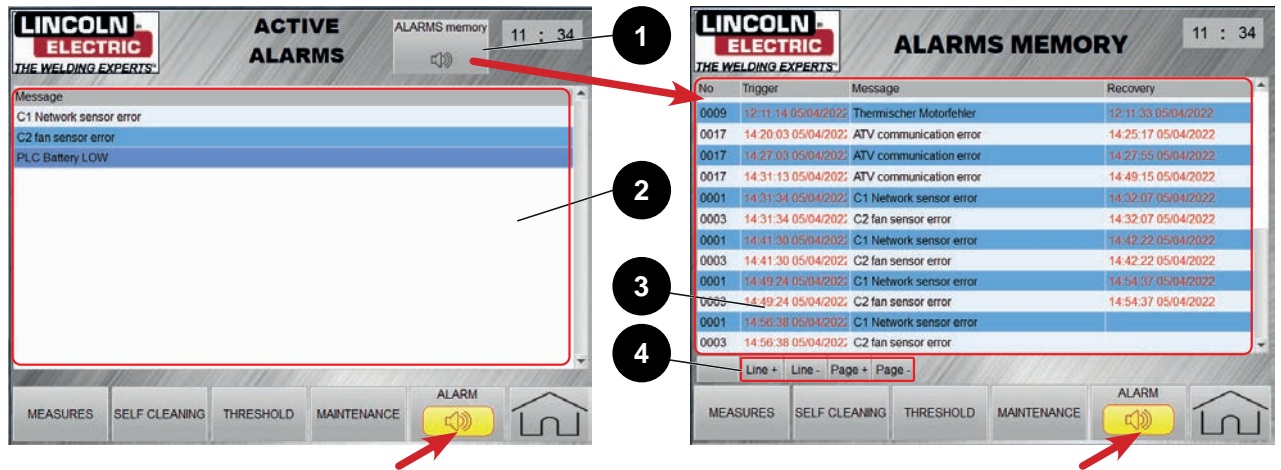 LINCOLN
ELECTRIC
THE WELDING EXPERTS
ACTIVE
ALARMS
ALARMS memory
11 : 34
Message
C1 Network sensor error
C2 fan sensor error
PLC Battery LOW
MEASURES
SELF CLEANING
THRESHOLD
MAINTENANCE
ALARM
1
2
3
4
LINCOLN
ELECTRIC
THE WELDING EXPERTS
ALARMS MEMORY
11 : 34
No Trigger Message Recovery
0009 12:11:14 05/04/2022 Thermischer Motorfehler 12:11:33 05/04/2022
0017 14:20:03 05/04/2022 ATV communication error 14:25:17 05/04/2022
0017 14:27:03 05/04/2022 ATV communication error 14:27:55 05/04/2022
0017 14:31:13 05/04/2022 ATV communication error 14:49:15 05/04/2022
0001 14:31:34 05/04/2022 C1 Network sensor error 14:32:07 05/04/2022
0003 14:31:34 05/04/2022 C2 fan sensor error 14:32:07 05/04/2022
0001 14:41:30 05/04/2022 C1 Network sensor error 14:42:22 05/04/2022
0003 14:41:30 05/04/2022 C2 fan sensor error 14:42:22 05/04/2022
0001 14:49:24 05/04/2022 C1 Network sensor error 14:54:37 05/04/2022
0003 14:49:24 05/04/2022 C2 fan sensor error 14:54:37 05/04/2022
0001 14:56:38 05/04/2022 C1 Network sensor error
0003 14:56:38 05/04/2022 C2 fan sensor error
Line + Line - Page + Page -
MEASURES
SELF CLEANING
THRESHOLD
MAINTENANCE
ALARM